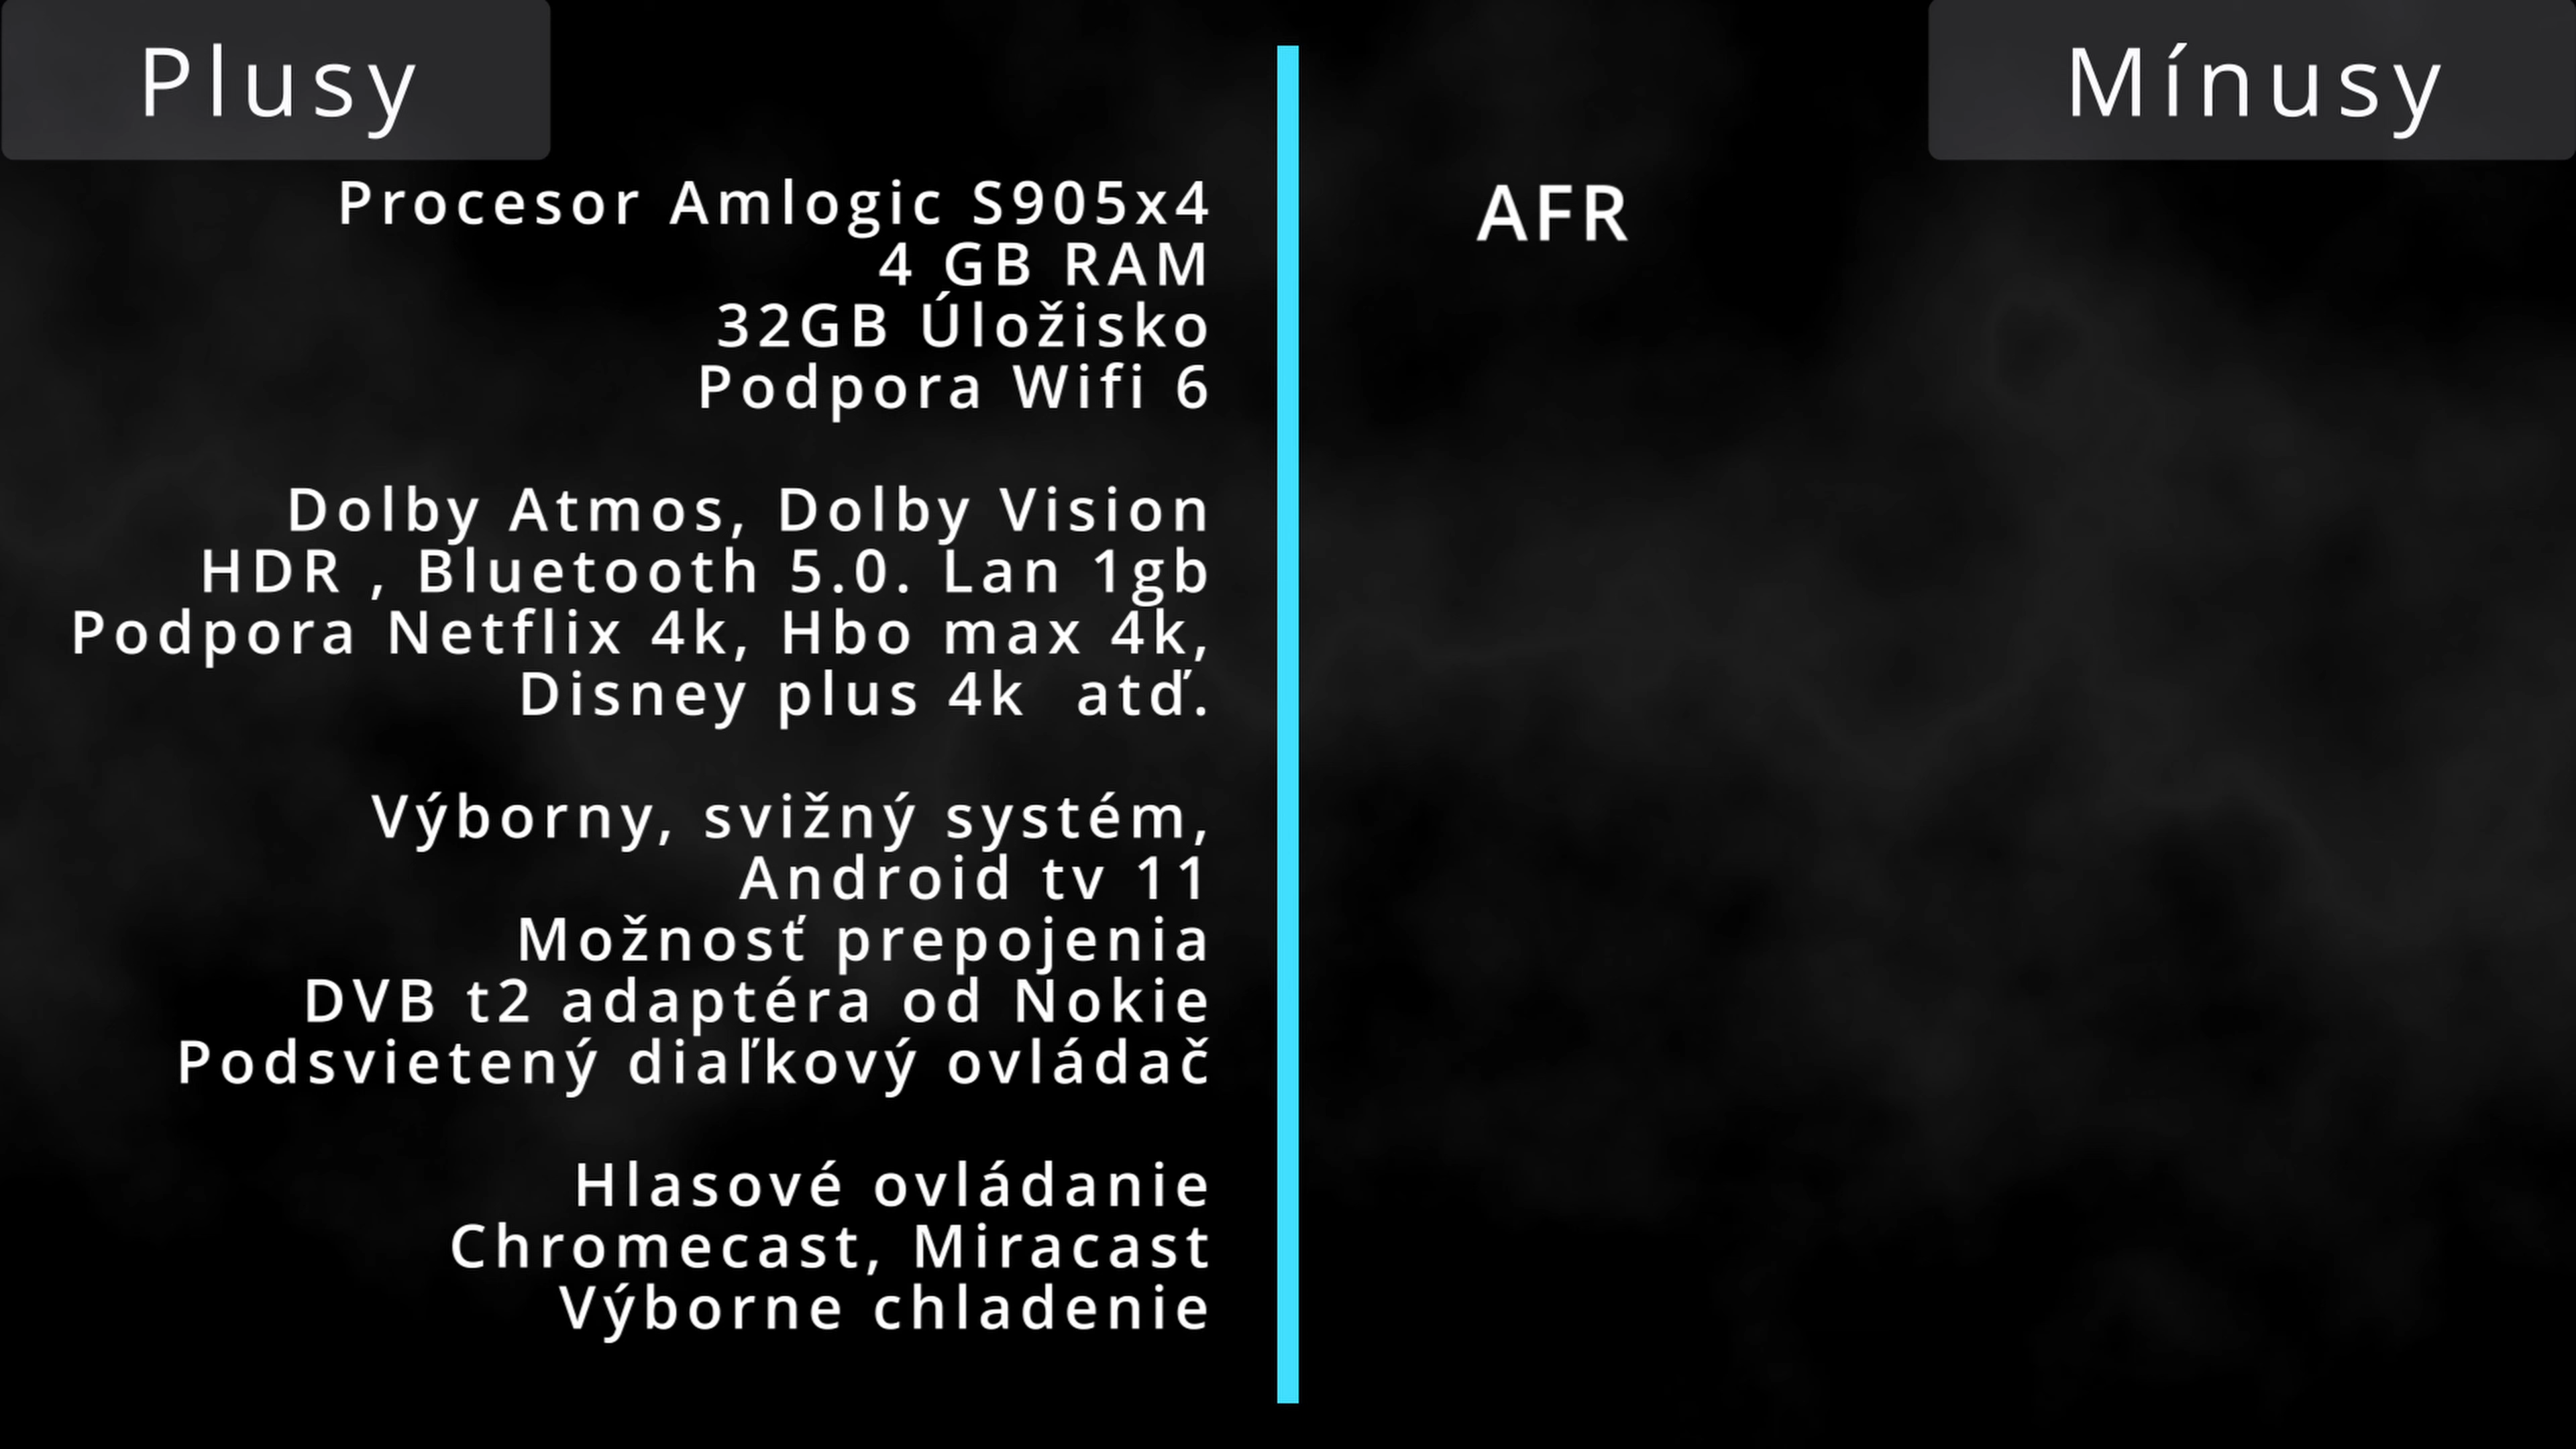 Plusy
Procesor Amlogic S905x4
4 GB RAM
32GB Úložisko
Podpora Wifi 6
Dolby Atmos, Dolby Vision
HDR , Bluetooth 5.0. Lan 1gb
Podpora Netflix 4k, Hbo max 4k,
Disney plus 4k  atď.
Výborny, svižný systém,
Android tv 11
Možnosť prepojenia
DVB t2 adaptéra od Nokie
Podsvietený diaľkový ovládač
Hlasové ovládanie
Chromecast, Miracast
Výborne chladenie
Mínusy
AFR